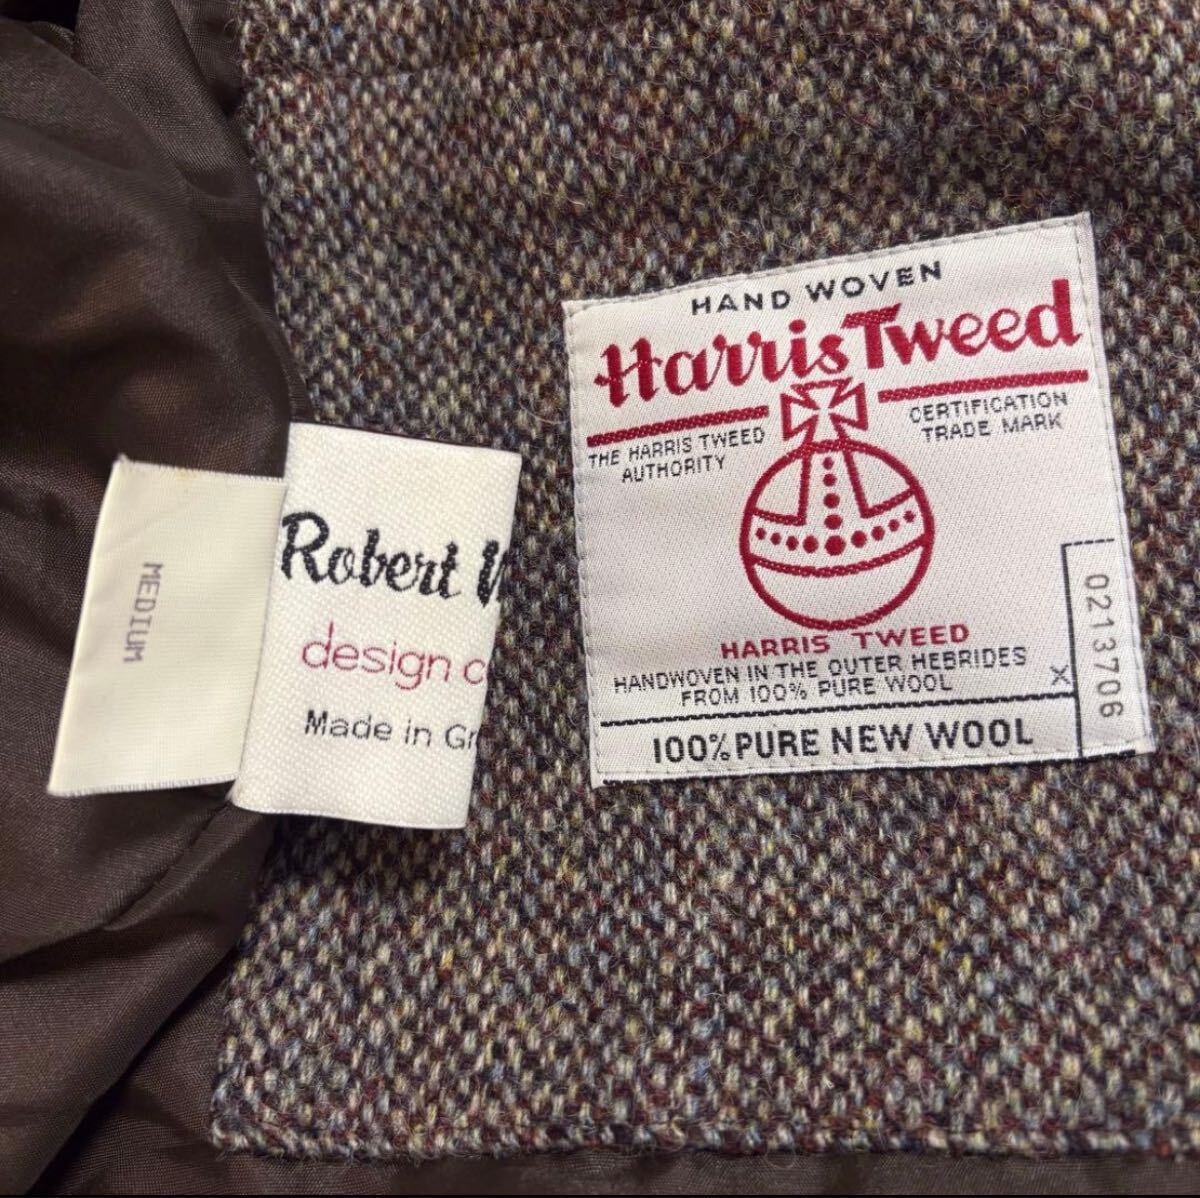 MEDIUM
Robert
design
Made in
HAND WOVEN
Harris Tweed
THE HARRIS TWEED
AUTHORITY
CERTIFICATION
TRADE MARK
HARRIS TWEED
HANDWOVEN IN THE OUTER HEBRIDES
FROM 100% PURE WOOL
X
0213706
100% PURE NEW WOOL